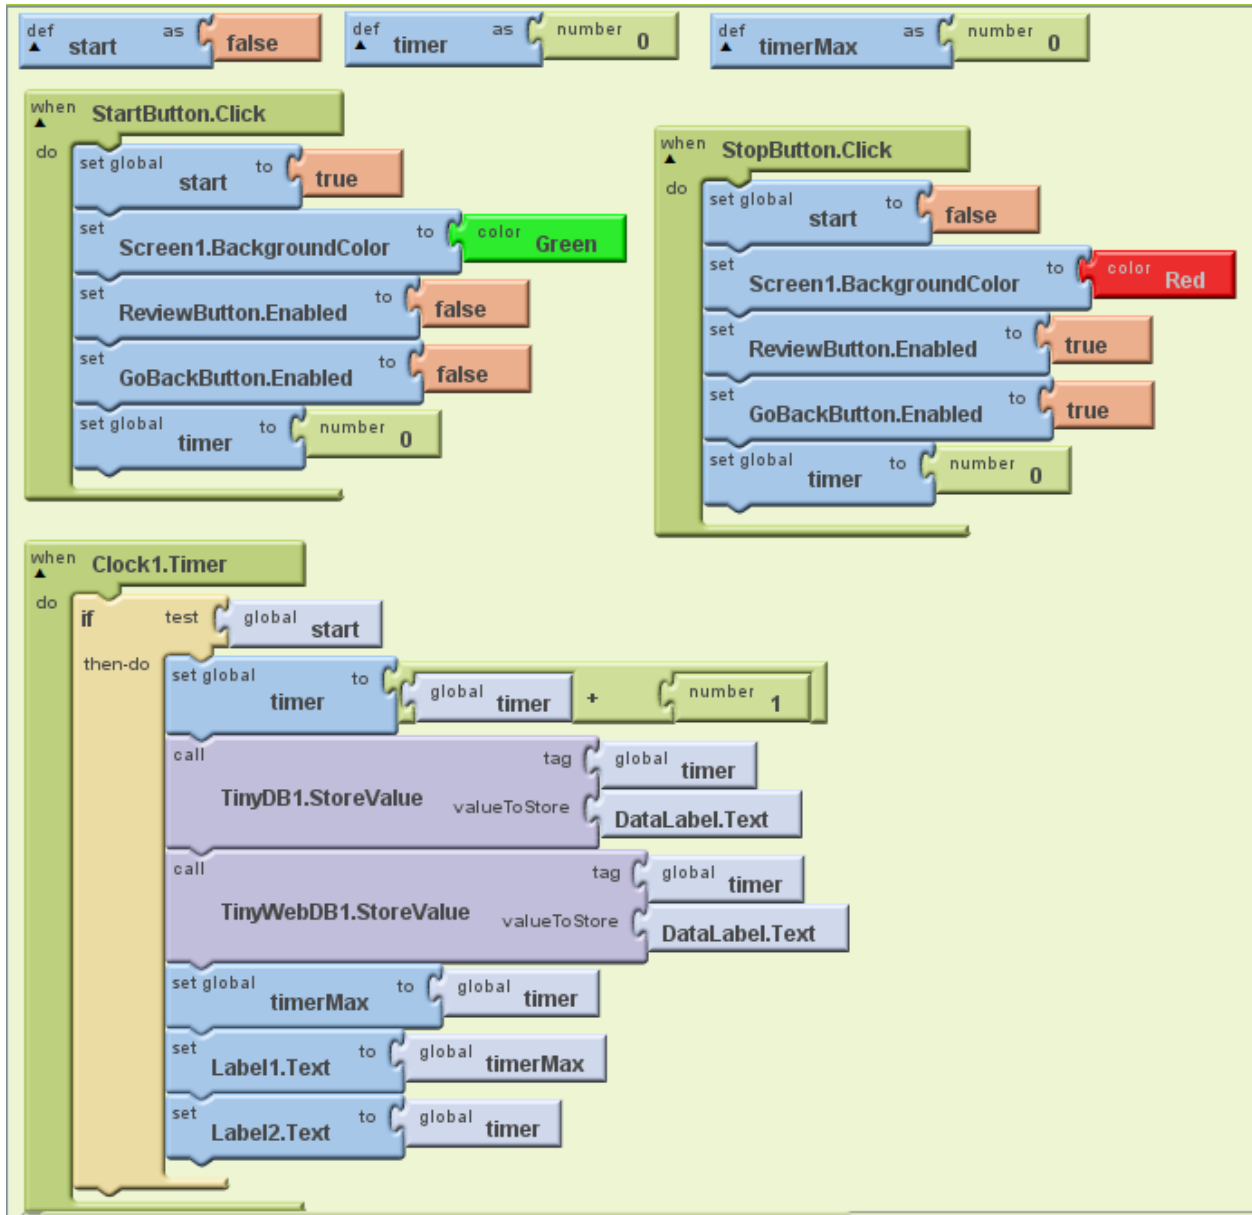 def start as false
def timer as number 0
def timerMax as number 0
when StartButton.Click
do set global start to true
set Screen1.BackgroundColor to color Green
set ReviewButton.Enabled to false
set GoBackButton.Enabled to false
set global timer to number 0
when StopButton.Click
do set global start to false
set Screen1.BackgroundColor to color Red
set ReviewButton.Enabled to true
set GoBackButton.Enabled to true
set global timer to number 0
when Clock1.Timer
do if test global start
then-do set global timer to global timer + number 1
call TinyDB1.StoreValue tag global timer
valueToStore DataLabel.Text
call TinyWebDB1.StoreValue tag global timer
valueToStore DataLabel.Text
set global timerMax to global timer
set Label1.Text to global timerMax
set Label2.Text to global timer